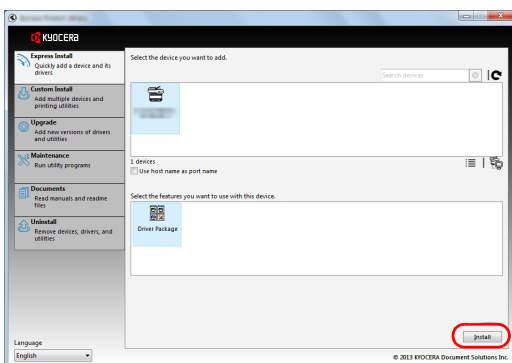 KYOCERA
Express Install
Quickly add a device and its
drivers
Custom Install
Add multiple devices and
printing utilities
Upgrade
Add new versions of drivers
and utilities
Maintenance
Run utility programs
Documents
Read manuals and readme
files
Uninstall
Remove devices, drivers, and
utilities
Language
English
Select the device you want to add.
Search devices
1 devices
Use host name as port name
Select the features you want to use with this device.
Driver Package
Install
© 2013 KYOCERA Document Solutions Inc.